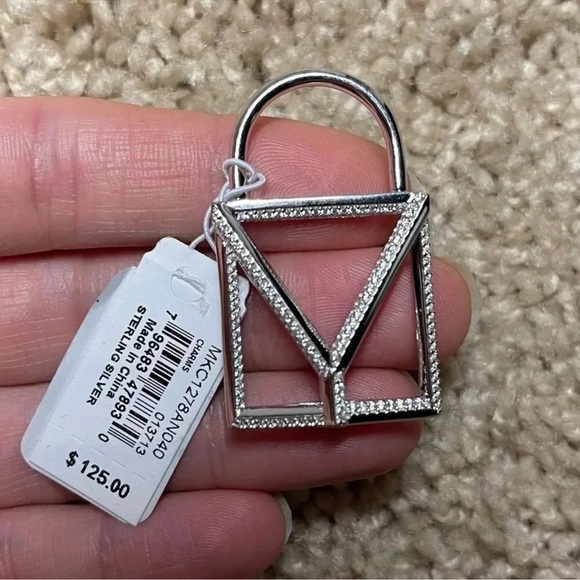 MKC1278AN040
013713
CHARMS
7 96483 47893 0
Made in China
STERLING SILVER
$ 125.00